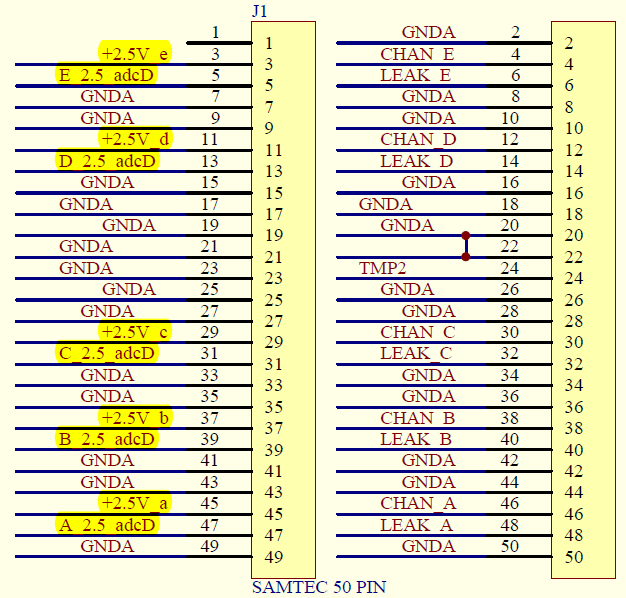 J1
1 1 GNDA 2 2
+2.5V_e 3 3 CHAN_E 4 4
E_2.5_adcD 5 5 LEAK_E 6 6
GNDA 7 7 GNDA 8 8
GNDA 9 9 GNDA 10 10
+2.5V_d 11 11 CHAN_D 12 12
D_2.5_adcD 13 13 LEAK_D 14 14
GNDA 15 15 GNDA 16 16
GNDA 17 17 GNDA 18 18
GNDA 19 19 GNDA 20 20
GNDA 21 21 22 22
GNDA 23 23 TMP2 24 24
GNDA 25 25 GNDA 26 26
GNDA 27 27 GNDA 28 28
+2.5V_c 29 29 CHAN_C 30 30
C_2.5_adcD 31 31 LEAK_C 32 32
GNDA 33 33 GNDA 34 34
GNDA 35 35 GNDA 36 36
+2.5V_b 37 37 CHAN_B 38 38
B_2.5_adcD 39 39 LEAK_B 40 40
GNDA 41 41 GNDA 42 42
GNDA 43 43 GNDA 44 44
+2.5V_a 45 45 CHAN_A 46 46
A_2.5_adcD 47 47 LEAK_A 48 48
GNDA 49 49 GNDA 50 50
SAMTEC 50 PIN